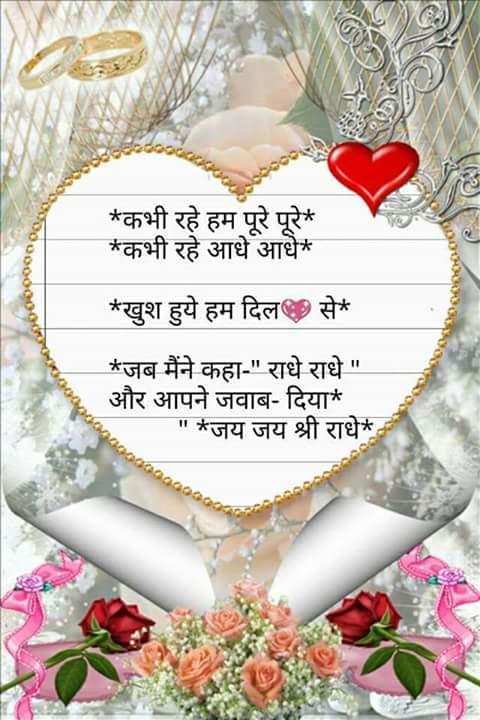 *कभी रहे हम पूरे पूरे*
*कभी रहे आधे आधे*
*खुश हुये हम दिल💖 से*
*जब मैंने कहा-" राधे राधे "
और आपने जवाब- दिया*
" *जय जय श्री राधे*